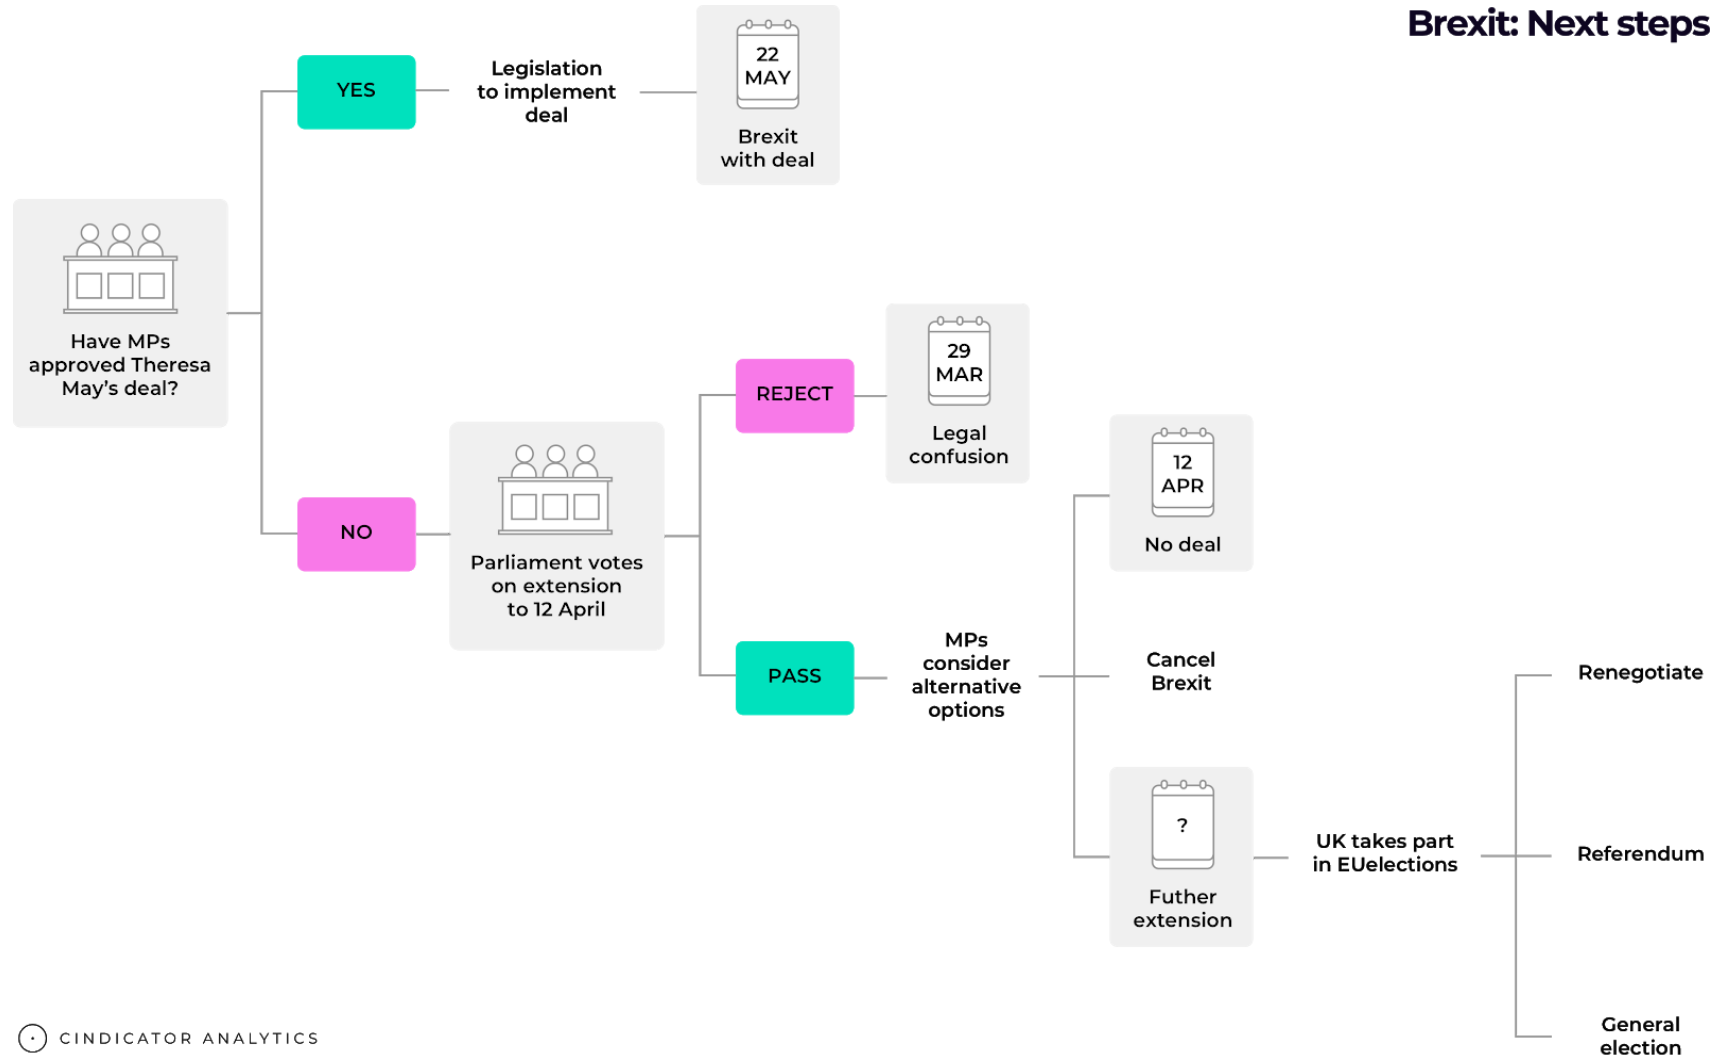 Brexit: Next steps
YES
Legislation
to implement
deal
22
MAY
Brexit
with deal
Have MPs
approved Theresa
May's deal?
NO
Parliament votes
on extension
to 12 April
REJECT
29
MAR
Legal
confusion
PASS
MPs
consider
alternative
options
12
APR
No deal
Cancel
Brexit
?
Futher
extension
UK takes part
in EUelections
Renegotiate
Referendum
General
election
CINDICATOR ANALYTICS